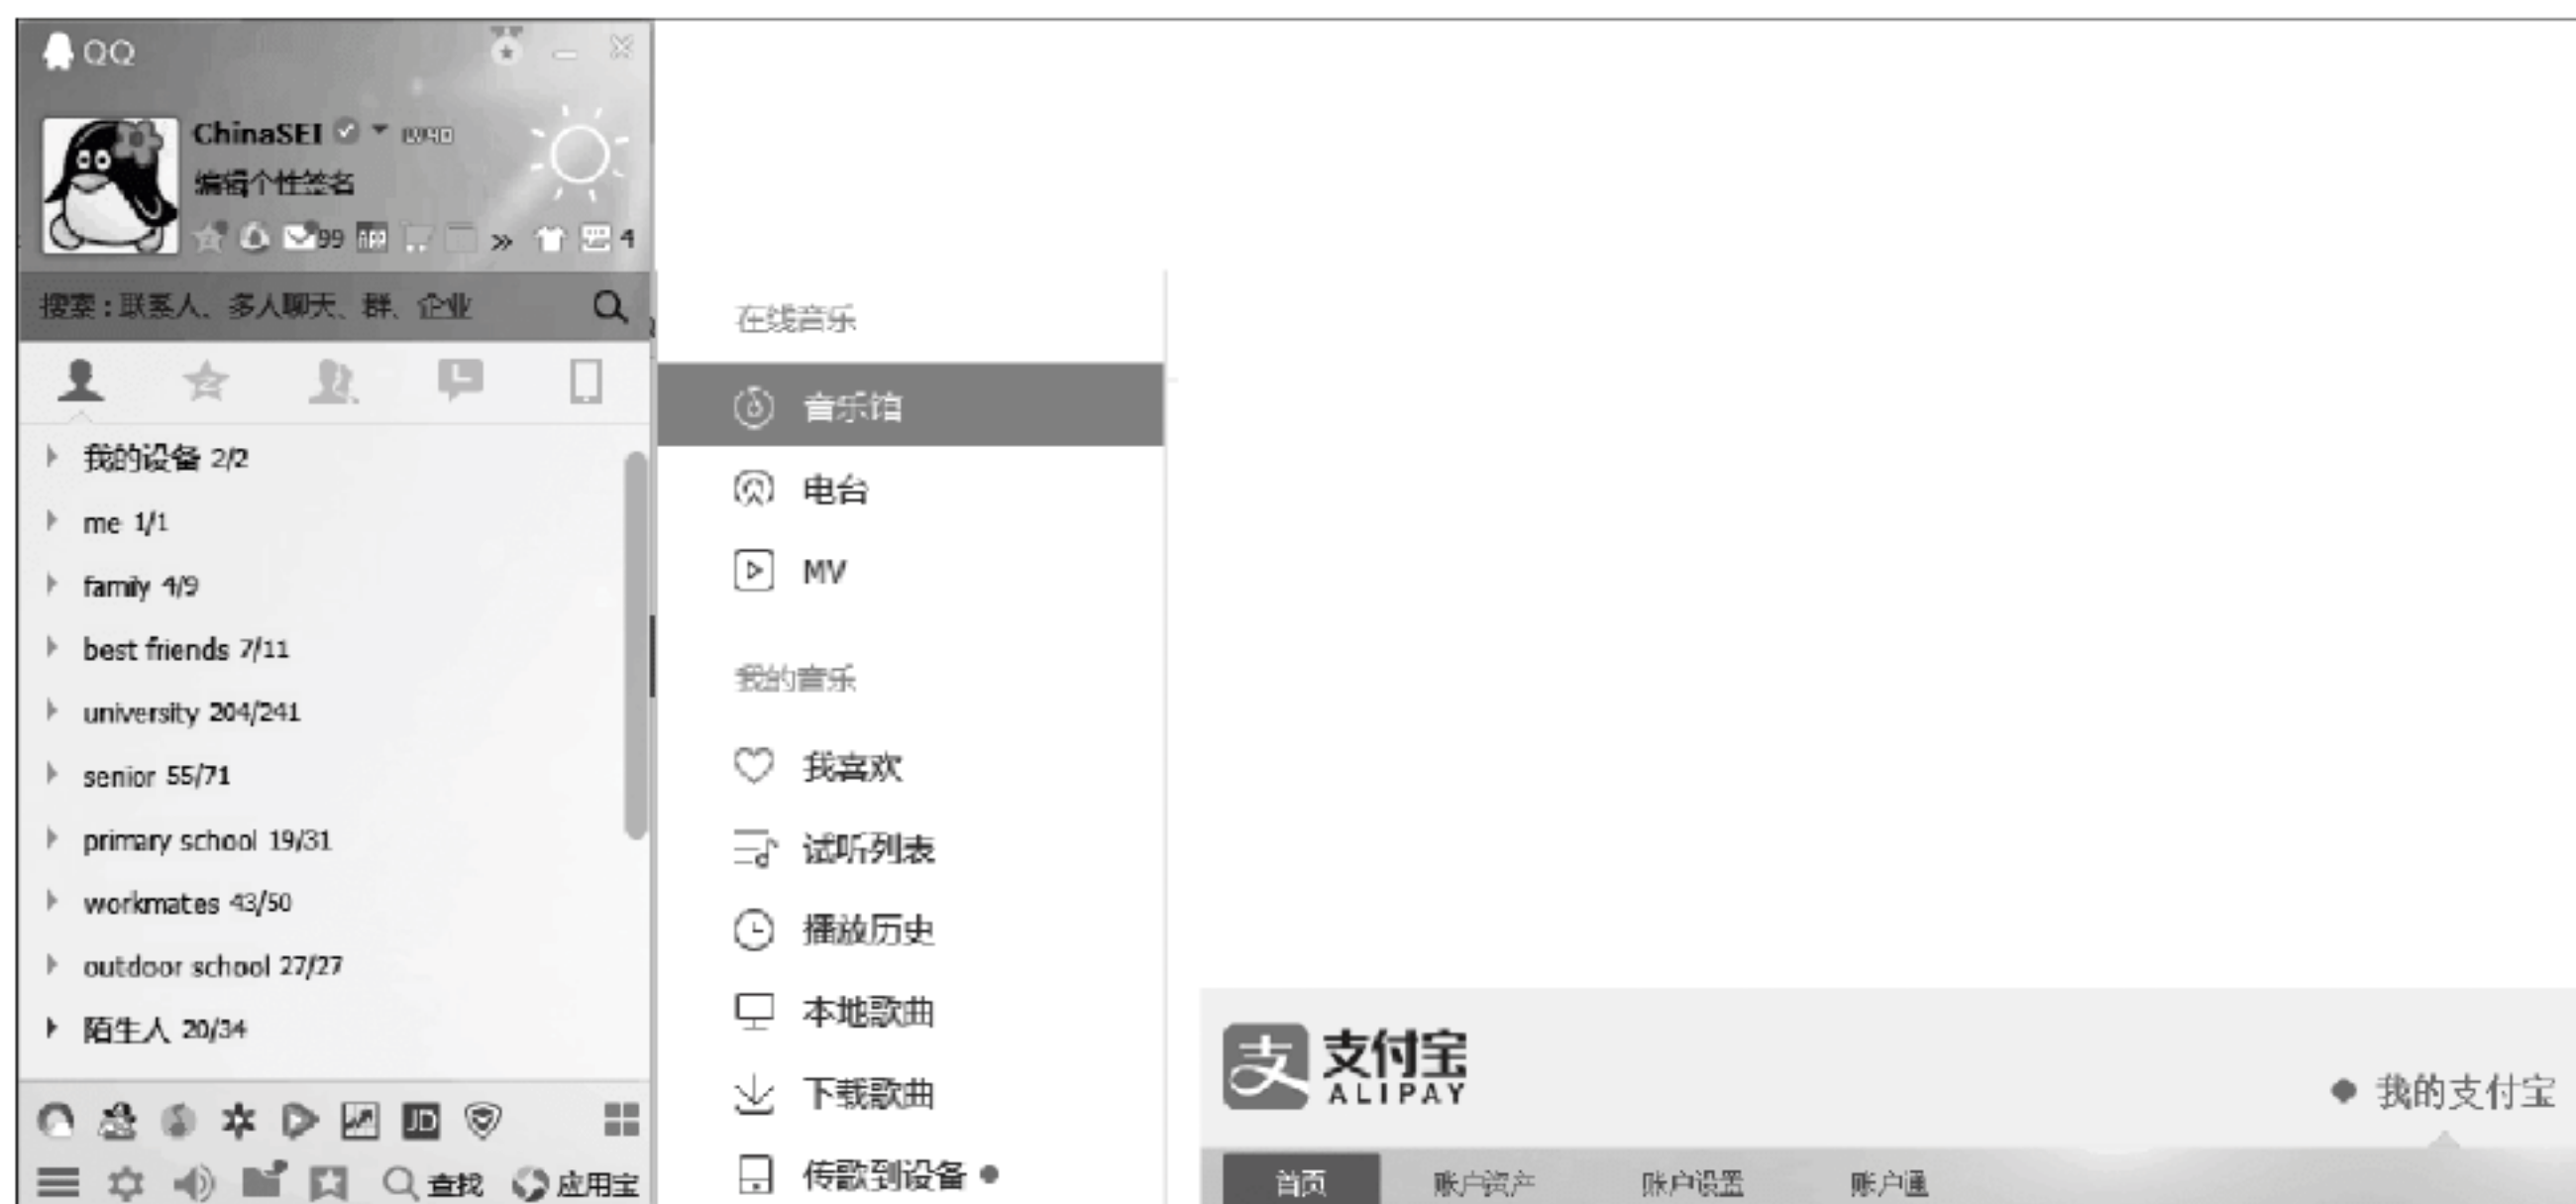 QQ
ChinaSEI LV40
编辑个性签名
99 APP 4
搜索:联系人、多人聊天、群、企业
我的设备 2/2
me 1/1
family 4/9
best friends 7/11
university 204/241
senior 55/71
primary school 19/31
workmates 43/50
outdoor school 27/27
陌生人 20/34
JD
查找 应用宝
在线音乐
音乐馆
电台
MV
我的音乐
我喜欢
试听列表
播放历史
本地歌曲
下载歌曲
传歌到设备
支 支付宝
ALIPAY
我的支付宝
首页 账户资产 账户设置 账户通